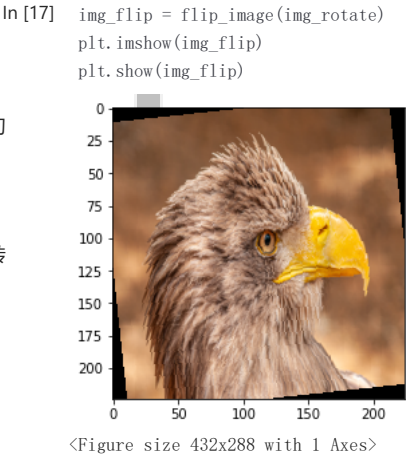 In [17]
img_flip = flip_image(img_rotate)
plt.imshow(img_flip)
plt.show(img_flip)
0
25
50
75
100
125
150
175
200
0 50 100 150 200
<Figure size 432x288 with 1 Axes>